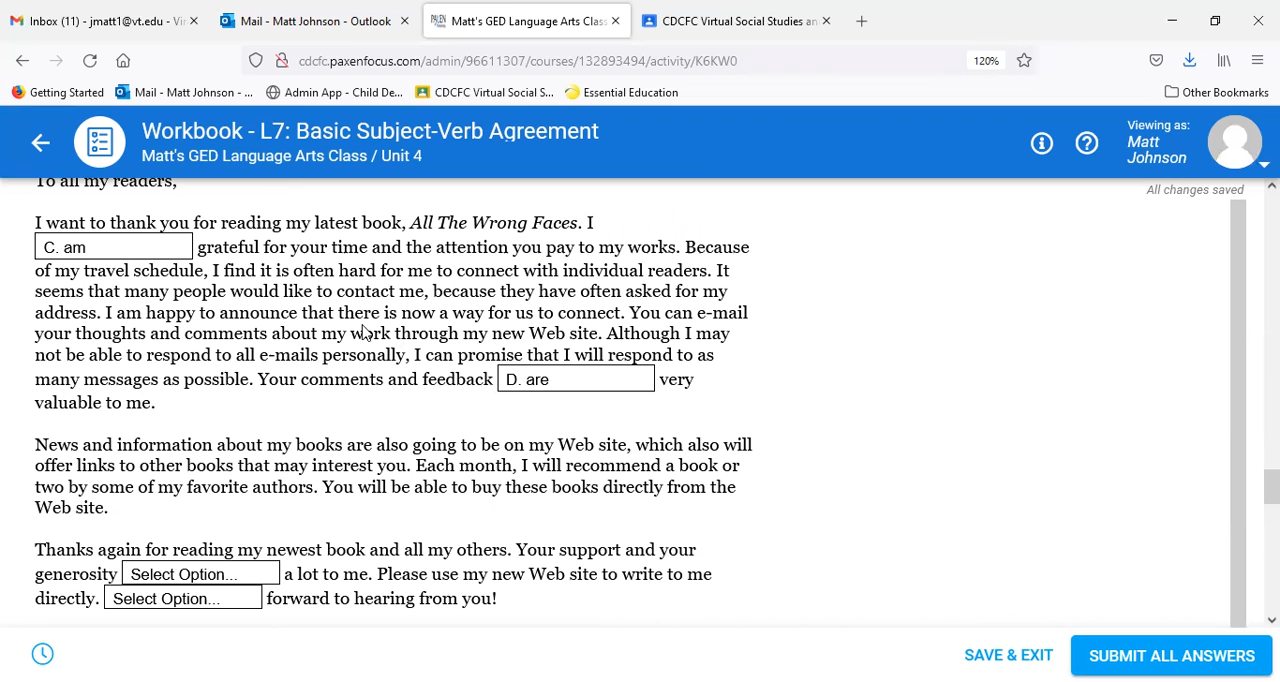 Inbox (11) - jmatt1@vt.edu - Vi
Mail - Matt Johnson - Outlook
Matt's GED Language Arts Clas
CDCFC Virtual Social Studies an
cdcfc.paxenfocus.com/admin/96611307/courses/132893494/activity/K6KW0
120%
Getting Started
Mail - Matt Johnson - ...
Admin App - Child De...
CDCFC Virtual Social S...
Essential Education
Other Bookmarks
Workbook - L7: Basic Subject-Verb Agreement
Matt's GED Language Arts Class / Unit 4
Viewing as:
Matt
Johnson
All changes saved
To all my readers,
I want to thank you for reading my latest book, All The Wrong Faces. I
C. am grateful for your time and the attention you pay to my works. Because
of my travel schedule, I find it is often hard for me to connect with individual readers. It
seems that many people would like to contact me, because they have often asked for my
address. I am happy to announce that there is now a way for us to connect. You can e-mail
your thoughts and comments about my work through my new Web site. Although I may
not be able to respond to all e-mails personally, I can promise that I will respond to as
many messages as possible. Your comments and feedback D. are very
valuable to me.
News and information about my books are also going to be on my Web site, which also will
offer links to other books that may interest you. Each month, I will recommend a book or
two by some of my favorite authors. You will be able to buy these books directly from the
Web site.
Thanks again for reading my newest book and all my others. Your support and your
generosity Select Option... a lot to me. Please use my new Web site to write to me
directly. Select Option... forward to hearing from you!
SAVE & EXIT
SUBMIT ALL ANSWERS